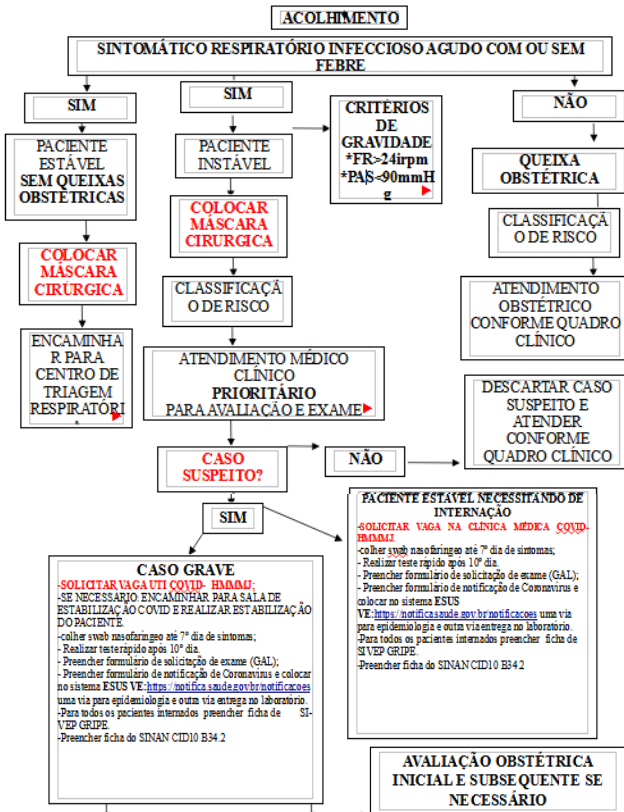 ACOLHIMENTO
SINTOMÁTICO RESPIRATÓRIO INFECCIOSO AGUDO COM OU SEM
FEBRE
SIM
PACIENTE
ESTÁVEL
SEM QUEIXAS
OBSTÉTRICAS
COLOCAR
MÁSCARA
CIRÚRGICA
ENCAMINHA
R PARA
CENTRO DE
TRIAGEM
RESPIRATÓRI
SIM
PACIENTE
INSTÁVEL
COLOCAR
MÁSCARA
CIRURGICA
CLASSIFICAÇÃ
O DE RISCO
ATENDIMENTO MÉDICO
CLÍNICO
PRIORITÁRIO
PARA AVALIAÇÃO E EXAME
CRITÉRIOS
DE
GRAVIDADE
*FR>24irpm
*PAS<90mmH
g
NÃO
QUEIXA
OBSTÉTRICA
CLASSIFICAÇÃ
O DE RISCO
ATENDIMENTO
OBSTÉTRICO
CONFORME QUADRO
CLÍNICO
CASO
SUSPEITO?
NÃO
DESCARTAR CASO
SUSPEITO E
ATENDER
CONFORME
QUADRO CLÍNICO
SIM
CASO GRAVE
-SOLICITAR VAGA UTI COVID- HMMMJ;
-SE NECESSARIO: ENCAMINHAR PARA SALA DE
ESTABILIZAÇÃO COVID E REALIZAR ESTABILIZAÇÃO
DO PACIENTE.
-colher swab nasofaringeo até 7º dia de sintomas;
- Realizar teste rápido após 10º dia.
- Preencher formulário de solicitação de exame (GAL);
- Preencher formulário de notificação de Coronavirus e colocar
no sistema ESUS VE:https://notifica.saude.gov.br/notificacoes
uma via para epidemiologia e outra via entrega no laboratório.
-Para todos os pacientes internados preencher ficha de SI-
VEP GRIPE.
-Preencher ficha do SINAN CID10 B34.2
PACIENTE ESTÁVEL NECESSITANDO DE
INTERNAÇÃO
-SOLICITAR VAGA NA CLÍNICA MÉDICA COVID-
HMMMJ.
-colher swab nasofaringeo até 7º dia de sintomas;
- Realizar teste rápido após 10º dia.
- Preencher formulário de solicitação de exame (GAL);
- Preencher formulário de notificação de Coronavirus e
colocar no sistema ESUS
VE:https://notifica.saude.gov.br/notificacoes uma via
para epidemiologia e outra via entrega no laboratório.
-Para todos os pacientes internados preencher ficha de
SIVEP GRIPE.
-Preencher ficha do SINAN CID10 B34.2
AVALIAÇÃO OBSTÉTRICA
INICIAL E SUBSEQUENTE SE
NECESSÁRIO